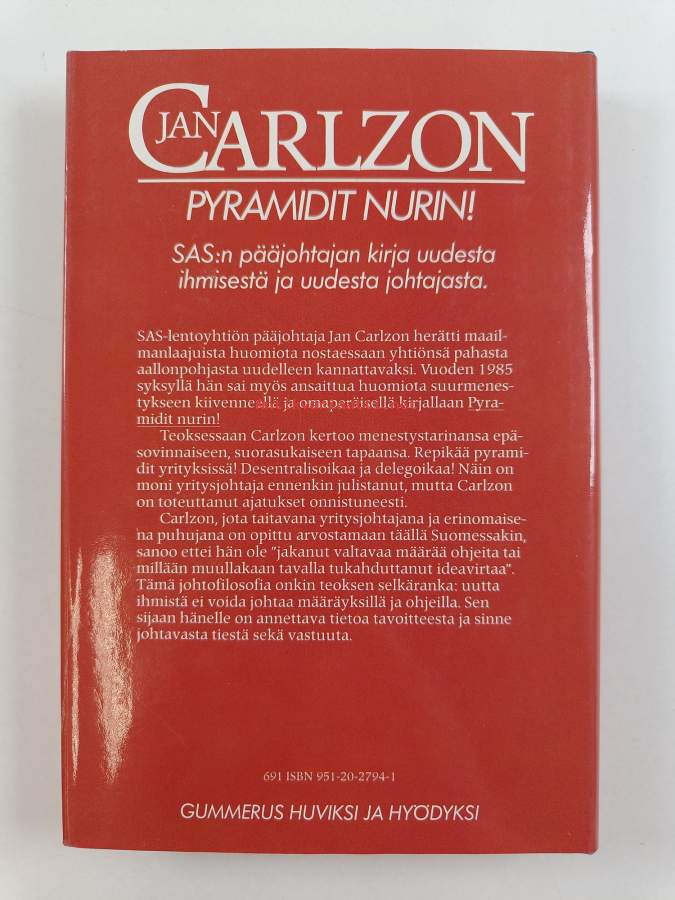 JAN
CARLZON
PYRAMIDIT NURIN!
SAS:n pääjohtajan kirja uudesta
ihmisestä ja uudesta johtajasta.
SAS-lentoyhtiön pääjohtaja Jan Carlzon herätti maail-
manlaajuista huomiota nostaessaan yhtiönsä pahasta
aallonpohjasta uudelleen kannattavaksi. Vuoden 1985
syksyllä hän sai myös ansaittua huomiota suurmenes-
tykseen kiivenneellä ja omaperäisellä kirjallaan Pyra-
midit nurin!
Teoksessaan Carlzon kertoo menestystarinansa epä-
sovinnaiseen, suorasukaiseen tapaansa. Repikää pyrami-
dit yrityksissä! Desentralisoikaa ja delegoikaa! Näin on
moni yritysjohtaja ennenkin julistanut, mutta Carlzon
on toteuttanut ajatukset onnistuneesti.
Carlzon, jota taitavana yritysjohtajana ja erinomaise-
na puhujana on opittu arvostamaan täällä Suomessakin,
sanoo ettei hän ole ”jakanut valtavaa määrää ohjeita tai
millään muullakaan tavalla tukahduttanut ideavirtaa”.
Tämä johtofilosofia onkin teoksen selkäranka: uutta
ihmistä ei voida johtaa määräyksillä ja ohjeilla. Sen
sijaan hänelle on annettava tietoa tavoitteesta ja sinne
johtavasta tiestä sekä vastuuta.
691 ISBN 951-20-2794-1
GUMMERUS HUVIKSI JA HYÖDYKSI